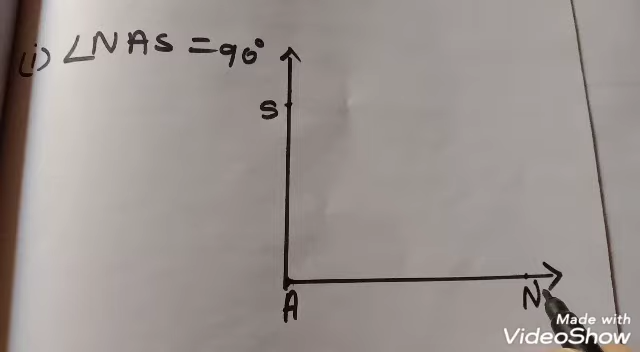 (i) ∠NAS = 90°
S
A
N
Made with
VideoShow